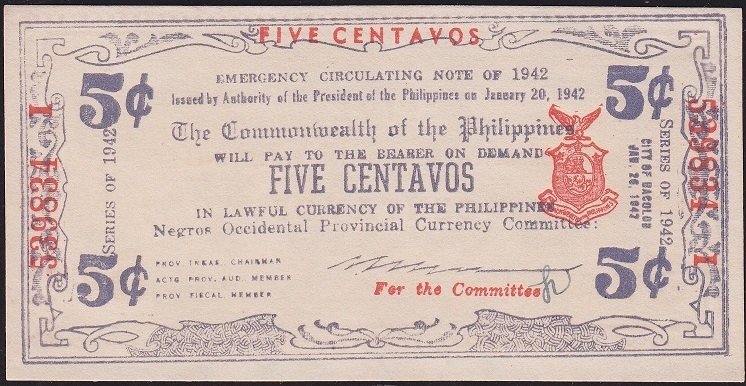 FIVE CENTAVOS
5¢
5¢
EMERGENCY CIRCULATING NOTE OF 1942
Issued by Authority of the President of the Philippines on January 20, 1942
The Commonwealth of the Philippines
WILL PAY TO THE BEARER ON DEMAND
FIVE CENTAVOS
IN LAWFUL CURRENCY OF THE PHILIPPINES
Negros Occidental Provincial Currency Committee:
PROV TREAS. CHAIRMAN
ACTG PROV. AUD. MEMBER
PROV FISCAL, MEMBER
For the Committee
5¢
5¢
SERIES OF 1942
SERIES OF 1942
CITY OF BACOLOD
JAN. 26, 1942